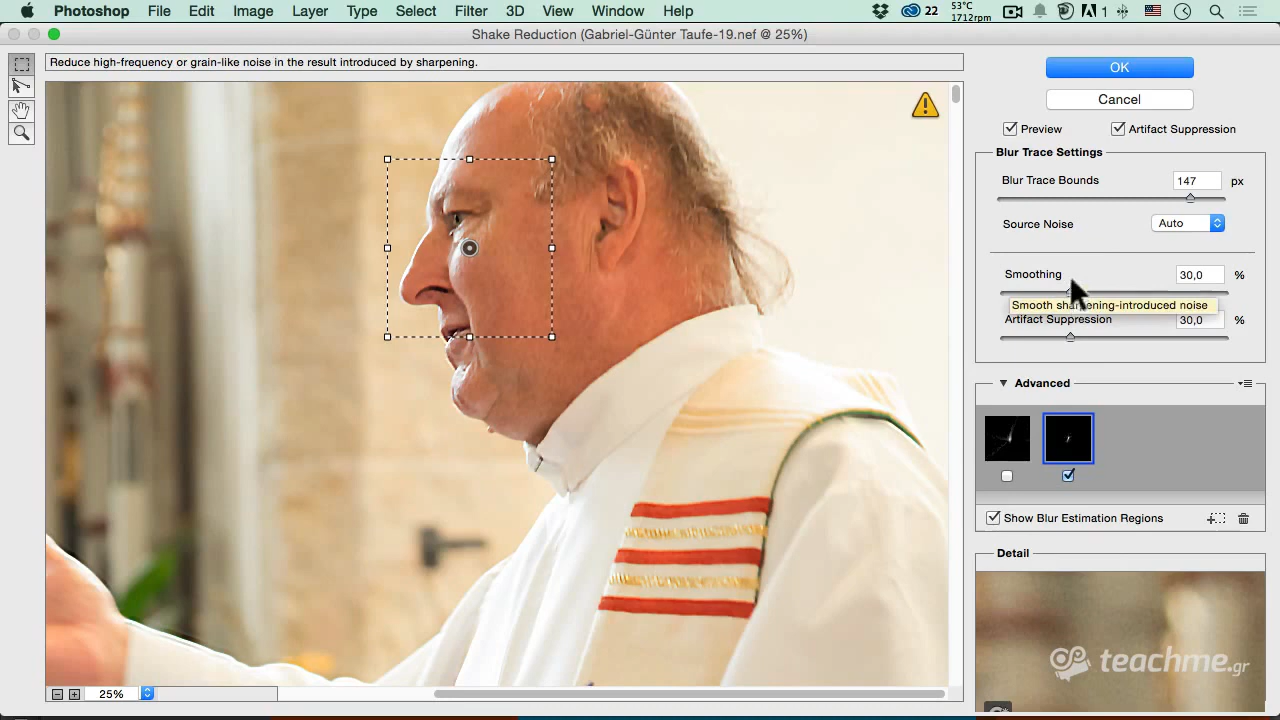 Photoshop File Edit Image Layer Type Select Filter 3D View Window Help 22 53°C 1712rpm 1
Shake Reduction (Gabriel-Günter Taufe-19.nef @ 25%)
Reduce high-frequency or grain-like noise in the result introduced by sharpening.
OK
Cancel
Preview Artifact Suppression
Blur Trace Settings
Blur Trace Bounds 147 px
Source Noise Auto
Smoothing 30,0 %
Smooth sharpening-introduced noise
Artifact Suppression 30,0 %
Advanced
Show Blur Estimation Regions
Detail
teachme.gr
25%